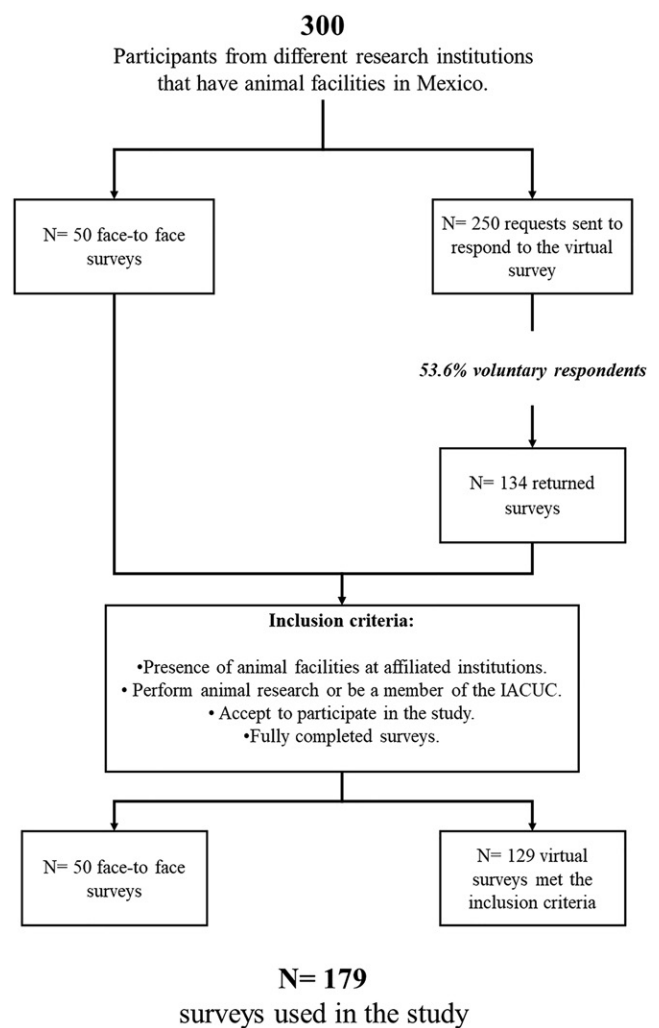 300
Participants from different research institutions
that have animal facilities in Mexico.
N= 50 face-to face
surveys
N= 250 requests sent to
respond to the virtual
survey
53.6% voluntary respondents
N= 134 returned
surveys
Inclusion criteria:
•Presence of animal facilities at affiliated institutions.
• Perform animal research or be a member of the IACUC.
• Accept to participate in the study.
•Fully completed surveys.
N= 50 face-to face
surveys
N= 129 virtual
surveys met the
inclusion criteria
N= 179
surveys used in the study